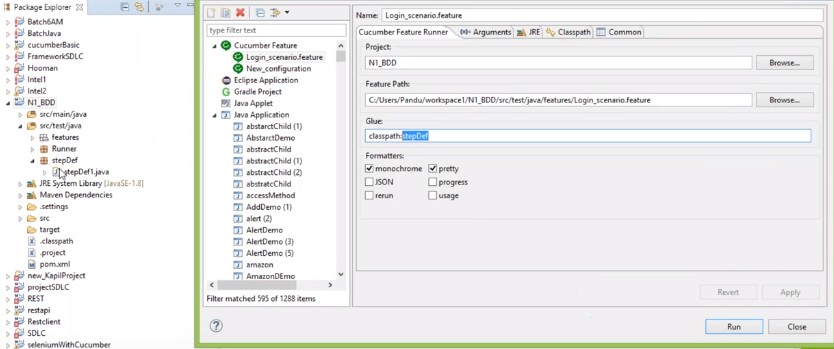 Package Explorer
Batch6AM
BatchJava
cucumberBasic
FrameworkSDLC
Hooman
Intel1
Intel2
N1_BDD
src/main/java
src/test/java
features
Runner
stepDef
stepDef1.java
JRE System Library [JavaSE-1.8]
Maven Dependencies
.settings
src
target
.classpath
.project
pom.xml
new_KapilProject
projectSDLC
REST
restapi
Restclient
SDLC
seleniumWithCucumber
type filter text
Cucumber Feature
Login_scenario.feature
New_configuration
Eclipse Application
Gradle Project
Java Applet
Java Application
abstarctChild (1)
AbstarctDemo
abstractChild
abstractChild (1)
abstractChild (2)
abstratcChild
accessMethod
AddDemo (1)
alert (2)
AlertDemo
AlertDemo (3)
AlertDemo (5)
amazon
AmazonDEmo
Filter matched 595 of 1288 items
Name: Login_scenario.feature
Cucumber Feature Runner Arguments JRE Classpath Common
Project:
N1_BDD Browse...
Feature Path:
C:/Users/Pandu/workspace1/N1_BDD/src/test/java/features/Login_scenario.feature Browse...
Glue:
classpath:stepDef
Formatters:
monochrome pretty
JSON progress
rerun usage
Revert Apply
Run Close